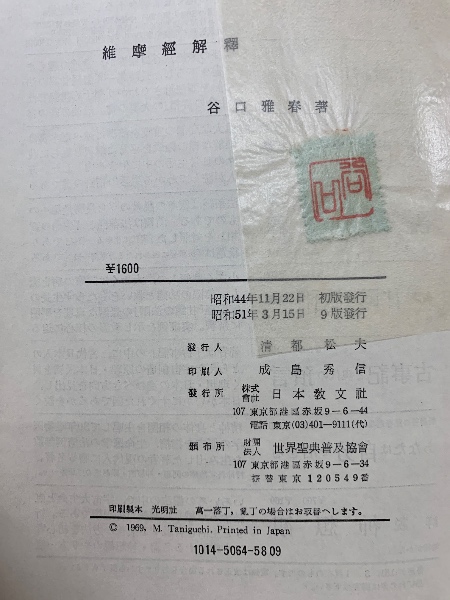 維摩經解釋
谷口雅春著
谷口
¥1600
昭和44年11月22日 初版發行
昭和51年3月15日 9版發行
發行人 清都松夫
印刷人 成島秀信
發行所 株式會社 日本教文社
107 東京都港區赤坂9-6-44
電話 東京(03)401-9111(代)
頒布所 財團法人 世界聖典普及協會
107 東京都港區赤坂9-6-34
振替東京120549番
印刷製本 光明社 萬一落丁,亂丁の場合はお取替へします。
© 1969, M. Taniguchi. Printed in Japan
1014-5064-5809